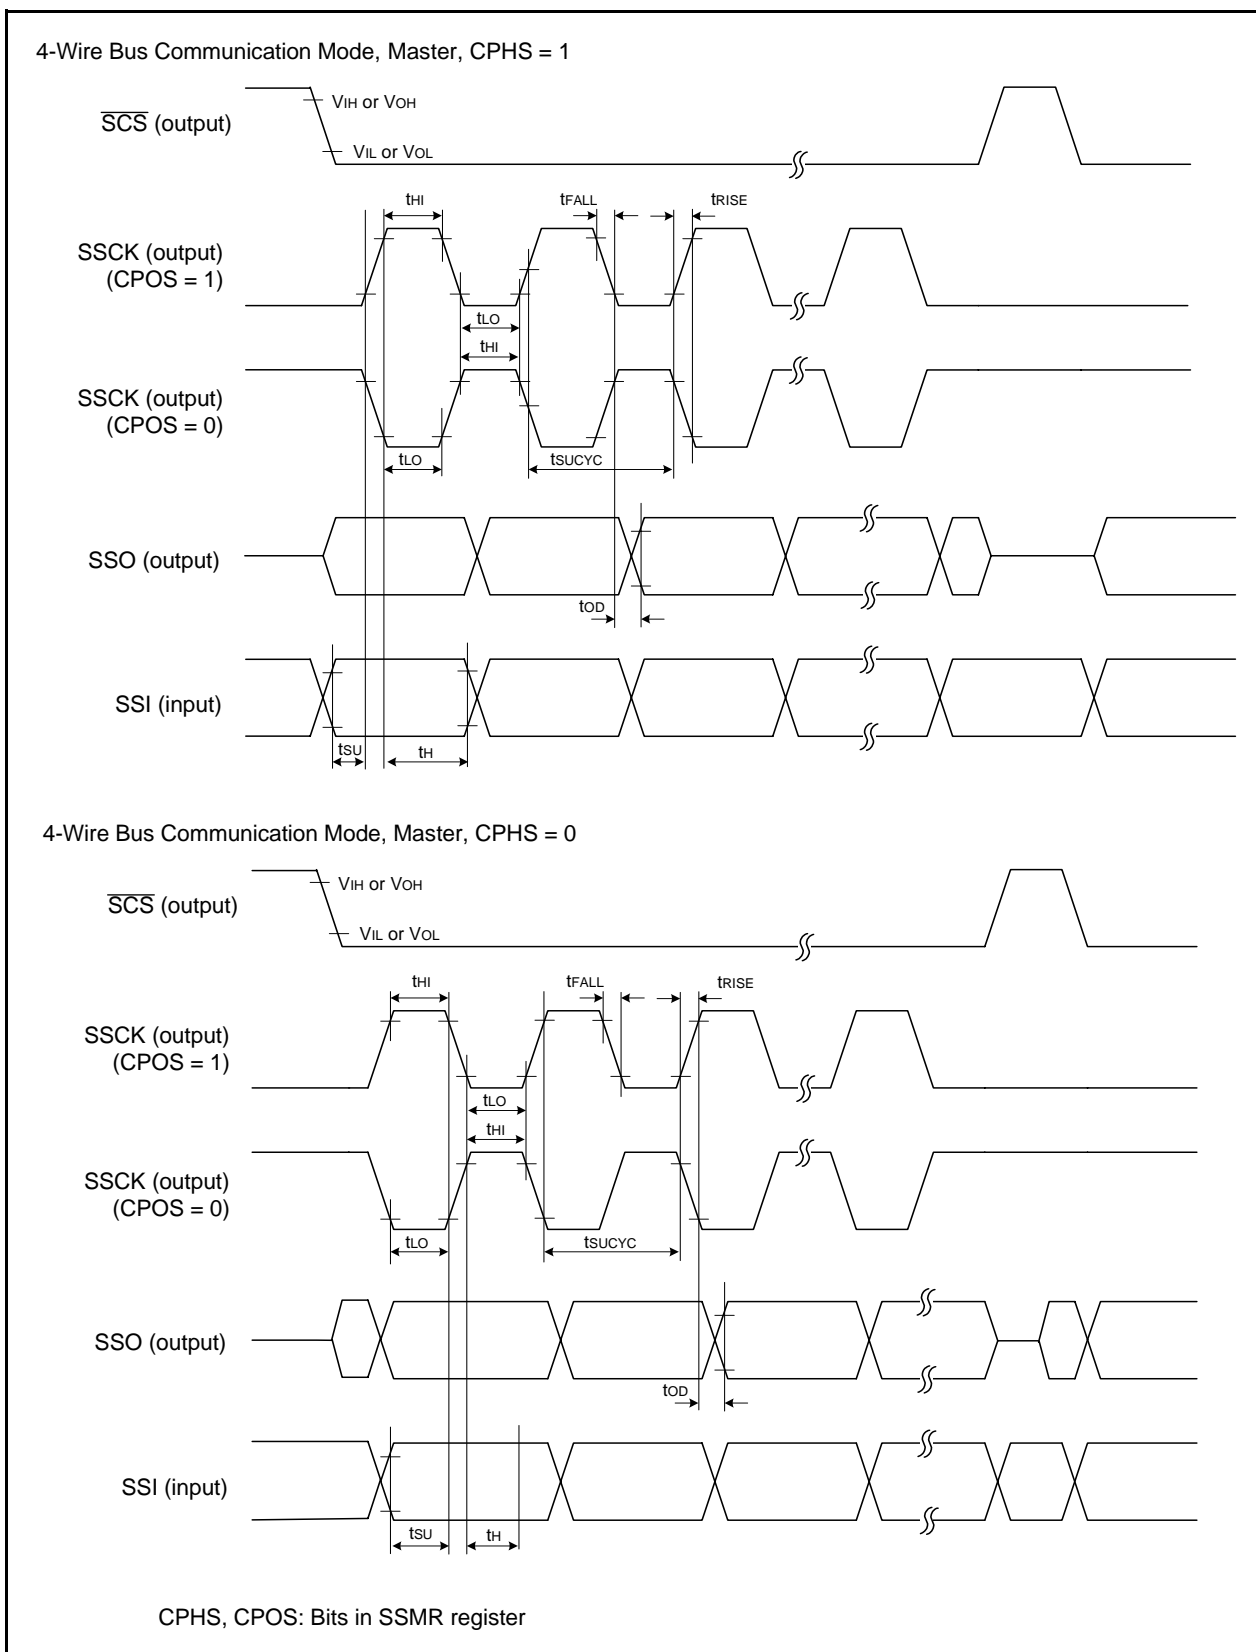 4-Wire Bus Communication Mode, Master, CPHS = 1
VIH or VOH
SCS (output)
VIL or VOL
tHI
tFALL
tRISE
SSCK (output)
(CPOS = 1)
tLO
tHI
SSCK (output)
(CPOS = 0)
tLO
tSUCYC
SSO (output)
tOD
SSI (input)
tSU
tH
4-Wire Bus Communication Mode, Master, CPHS = 0
VIH or VOH
SCS (output)
VIL or VOL
tHI
tFALL
tRISE
SSCK (output)
(CPOS = 1)
tLO
tHI
SSCK (output)
(CPOS = 0)
tLO
tSUCYC
SSO (output)
tOD
SSI (input)
tSU
tH
CPHS, CPOS: Bits in SSMR register